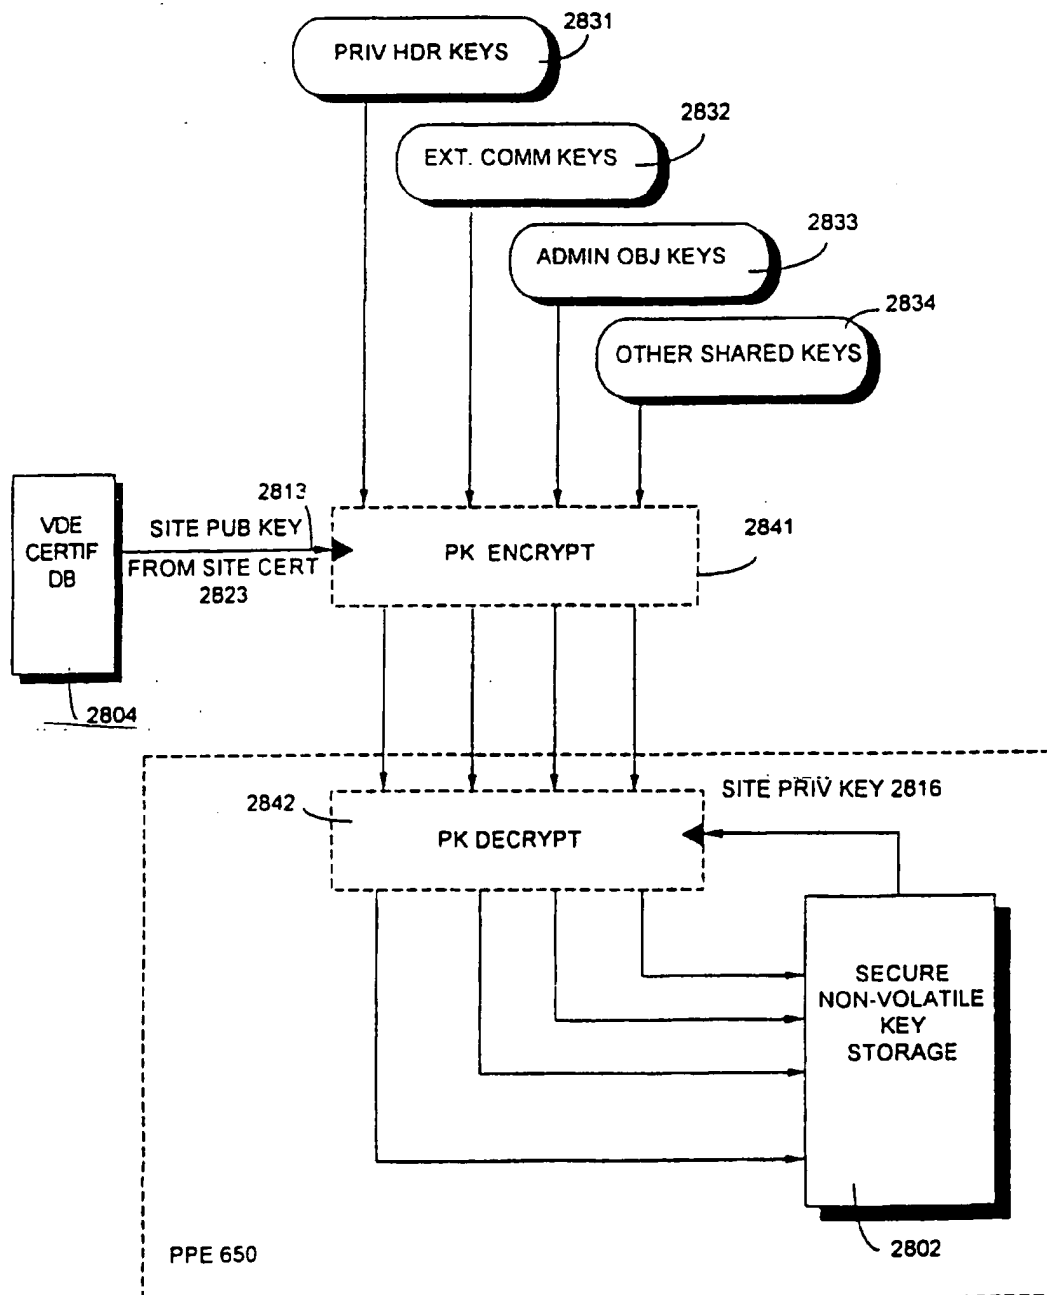 2831
PRIV HDR KEYS
2832
EXT. COMM KEYS
2833
ADMIN OBJ KEYS
2834
OTHER SHARED KEYS
2813
VDE
CERTIF
DB
SITE PUB KEY
FROM SITE CERT
2823
PK ENCRYPT
2841
2804
2842
SITE PRIV KEY 2816
PK DECRYPT
SECURE
NON-VOLATILE
KEY
STORAGE
2802
PPE 650